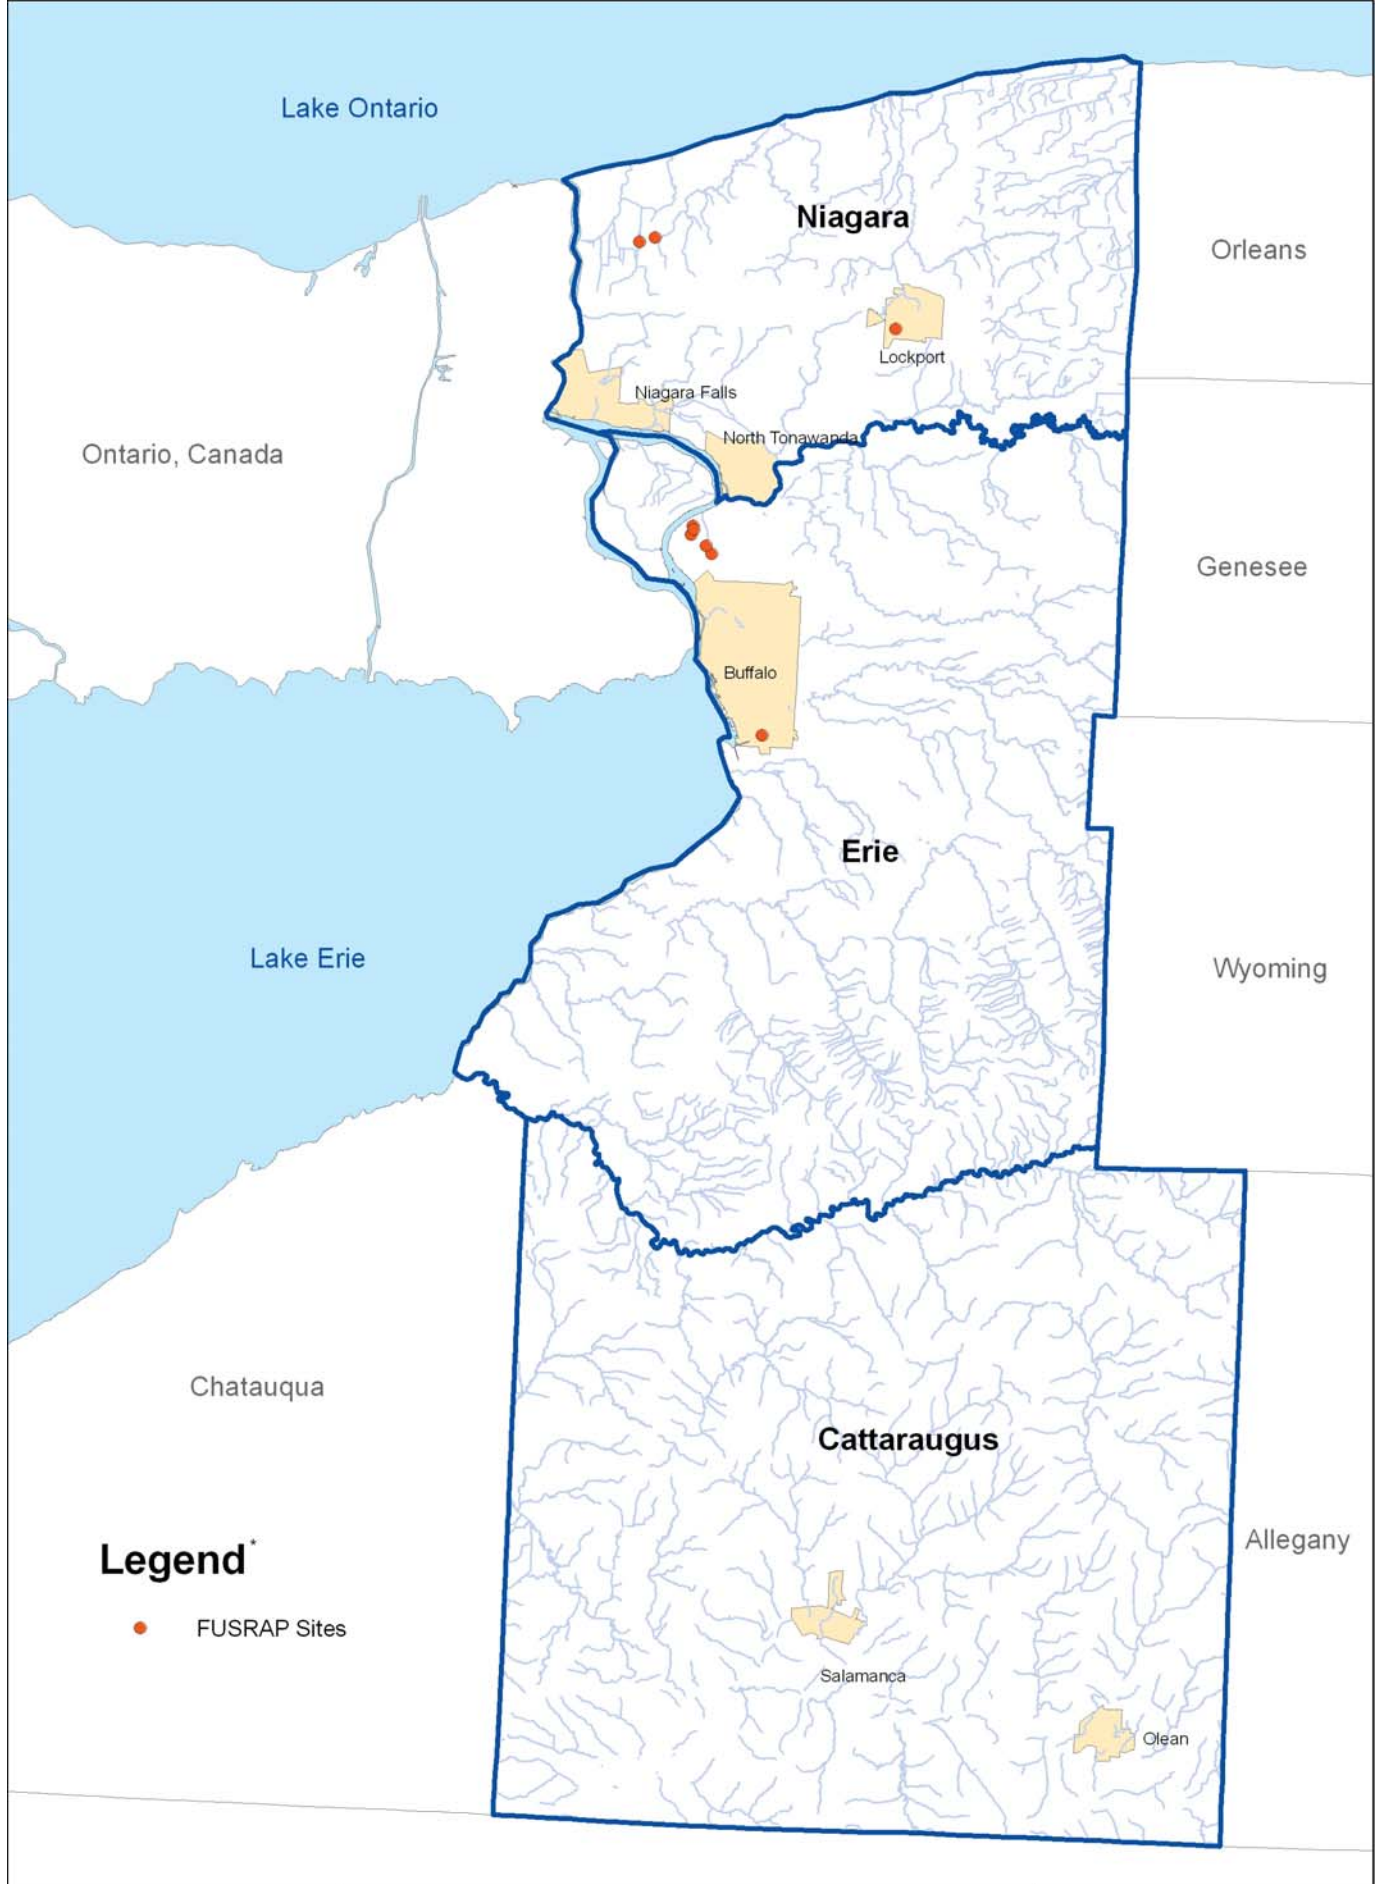 Lake Ontario
Niagara
Orleans
Lockport
Niagara Falls
North Tonawanda
Ontario, Canada
Genesee
Buffalo
Erie
Lake Erie
Wyoming
Chatauqua
Cattaraugus
Allegany
Legend*
FUSRAP Sites
Salamanca
Olean